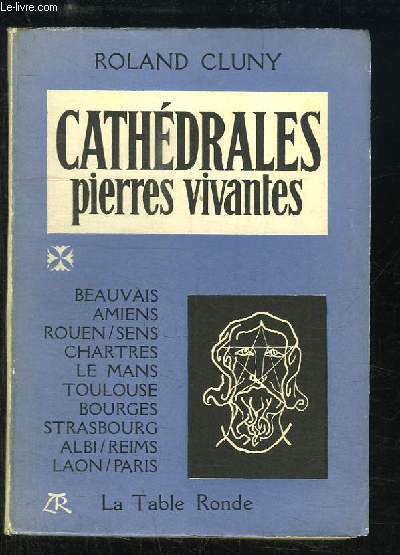 Le-livre.com
ROLAND CLUNY
CATHÉDRALES
pierres vivantes
BEAUVAIS
AMIENS
ROUEN/SENS
CHARTRES
LE MANS
TOULOUSE
BOURGES
STRASBOURG
ALBI/REIMS
LAON/PARIS
LTR La Table Ronde